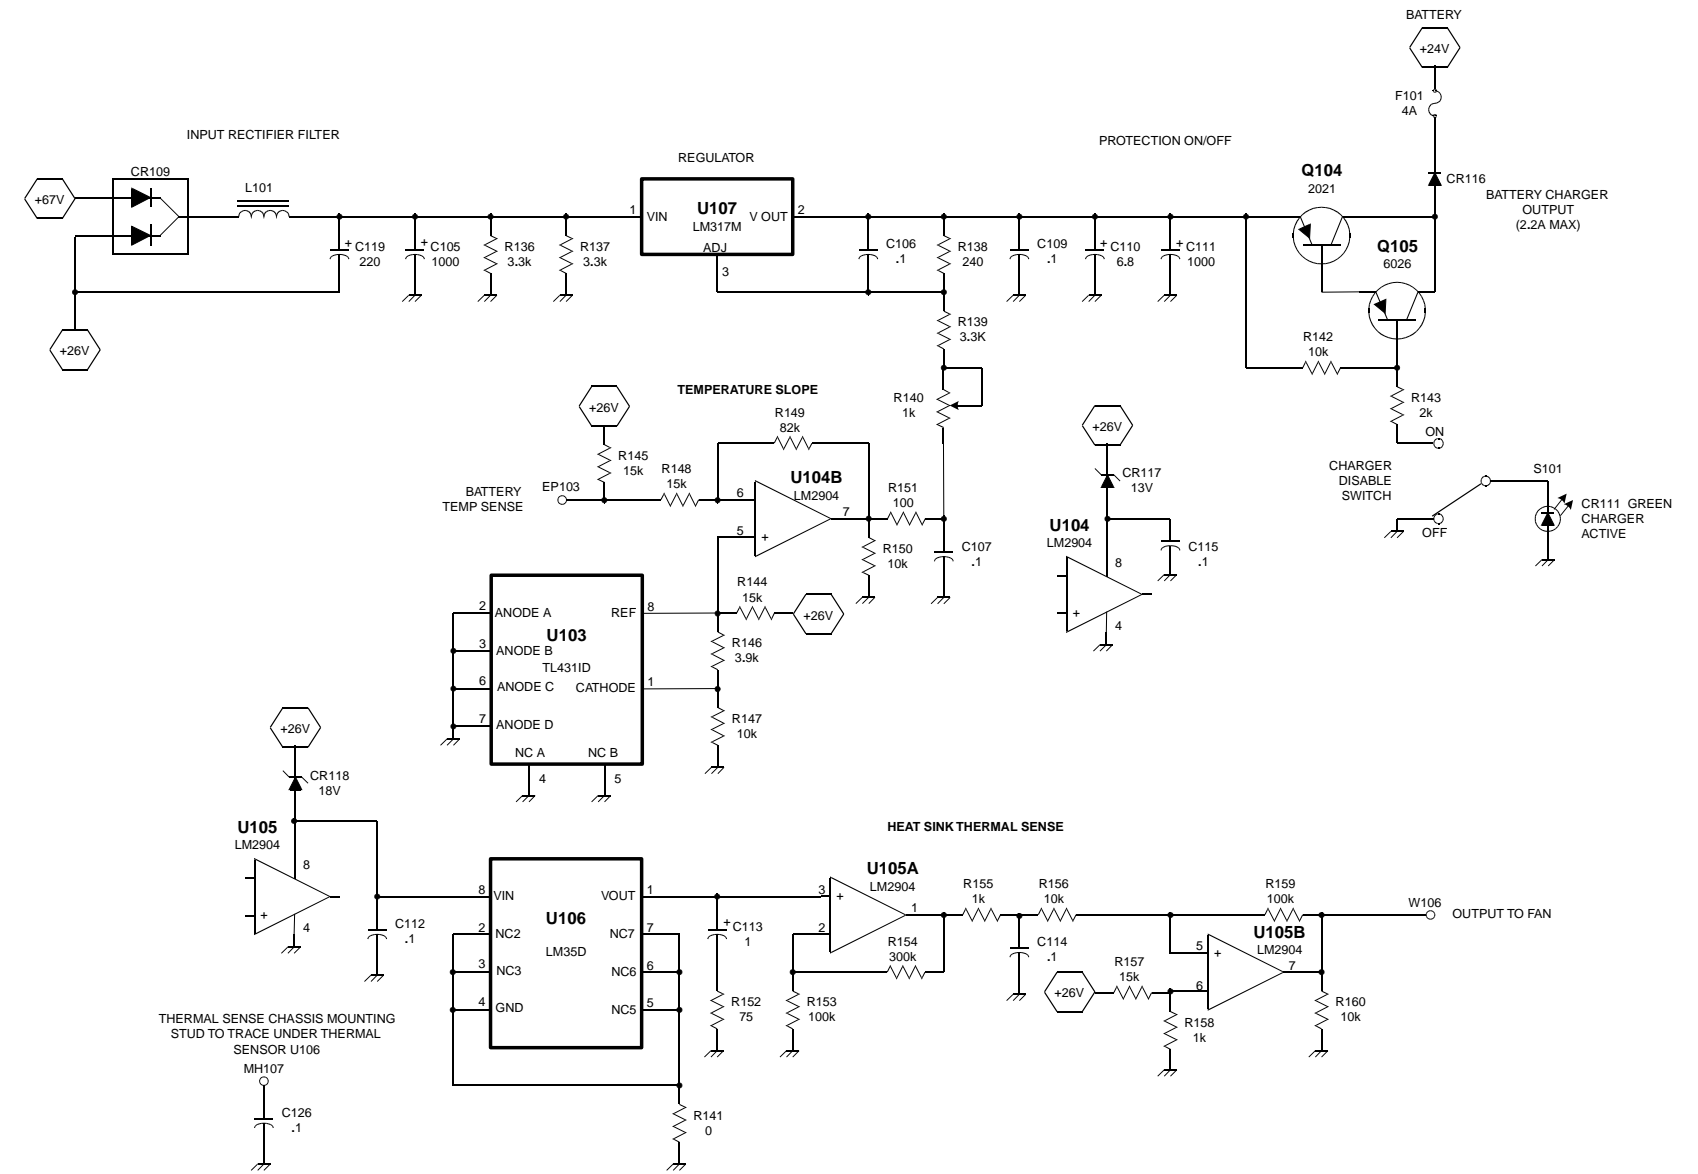 BATTERY
+24V
F101
4A
INPUT RECTIFIER FILTER
PROTECTION ON/OFF
REGULATOR
CR109
+67V
L101
1
VIN
U107
LM317M
V OUT
2
ADJ
3
Q104
2021
CR116
BATTERY CHARGER
OUTPUT
(2.2A MAX)
+
C119
220
+
C105
1000
R136
3.3k
R137
3.3k
C106
.1
R138
240
C109
.1
+
C110
6.8
+
C111
1000
Q105
6026
+26V
R139
3.3K
R142
10k
TEMPERATURE SLOPE
+26V
R149
82k
R140
1k
+26V
R143
2k
ON
R145
15k
R148
15k
U104B
LM2904
CR117
13V
CHARGER
DISABLE
SWITCH
S101
BATTERY
TEMP SENSE
EP103
6
5
+
7
R151
100
U104
LM2904
CR111 GREEN
CHARGER
ACTIVE
OFF
R150
10k
C107
.1
8
+
4
C115
.1
R144
15k
+26V
2
ANODE A
REF
8
U103
TL431ID
3
ANODE B
R146
3.9k
6
ANODE C
CATHODE
1
7
ANODE D
R147
10k
NC A
NC B
4
5
+26V
CR118
18V
U105
LM2904
8
+
4
HEAT SINK THERMAL SENSE
C112
.1
8
VIN
VOUT
1
U106
LM35D
2
NC2
NC7
7
3
NC3
NC6
6
4
GND
NC5
5
+
C113
1
R152
75
U105A
LM2904
3
+
2
1
R154
300k
R153
100k
R155
1k
R156
10k
C114
.1
R159
100k
U105B
LM2904
5
+
6
7
W106
OUTPUT TO FAN
+26V
R157
15k
R158
1k
R160
10k
THERMAL SENSE CHASSIS MOUNTING
STUD TO TRACE UNDER THERMAL
SENSOR U106
MH107
C126
.1
R141
0